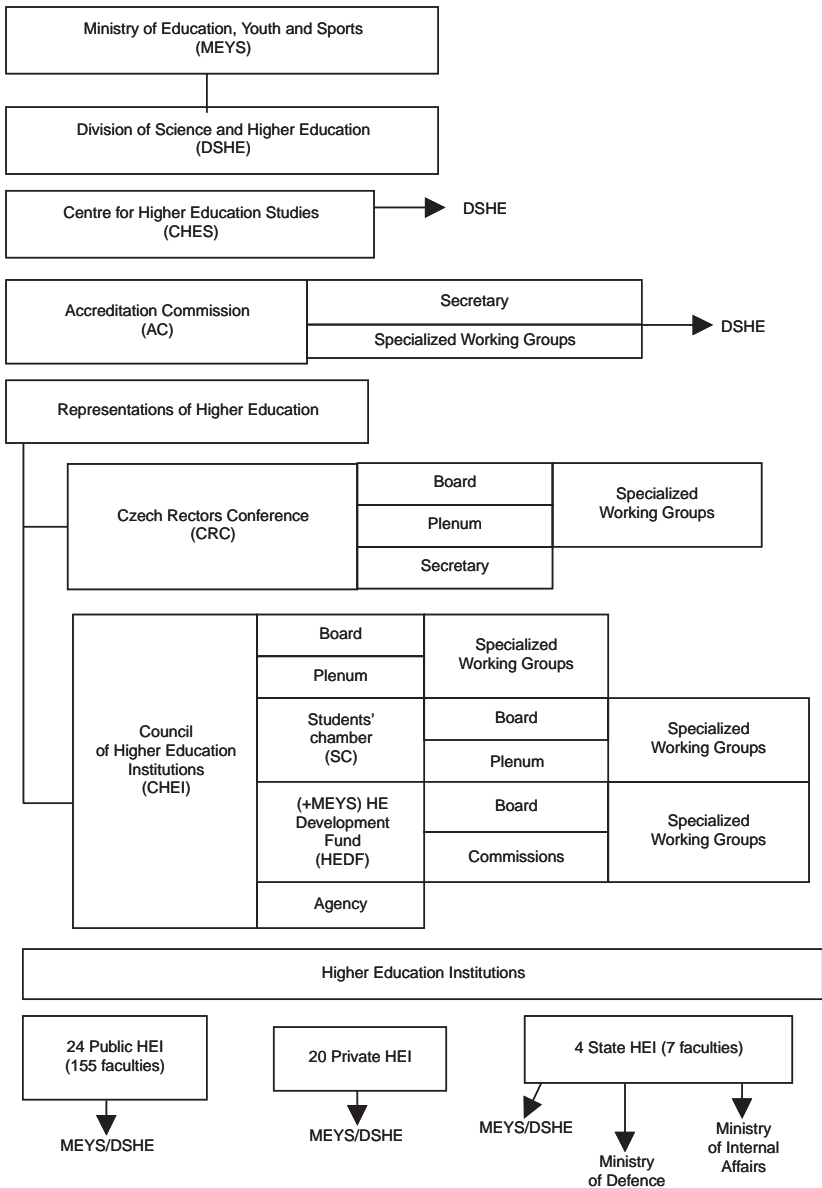 Ministry of Education, Youth and Sports
(MEYS)
Division of Science and Higher Education
(DSHE)
Centre for Higher Education Studies
(CHES)
DSHE
Accreditation Commission
(AC)
Secretary
Specialized Working Groups
DSHE
Representations of Higher Education
Czech Rectors Conference
(CRC)
Board
Plenum
Secretary
Specialized
Working Groups
Council
of Higher Education
Institutions
(CHEI)
Board
Plenum
Specialized
Working Groups
Students'
chamber
(SC)
Board
Plenum
Specialized
Working Groups
(+MEYS) HE
Development
Fund
(HEDF)
Board
Commissions
Specialized
Working Groups
Agency
Higher Education Institutions
24 Public HEI
(155 faculties)
MEYS/DSHE
20 Private HEI
MEYS/DSHE
4 State HEI (7 faculties)
MEYS/DSHE
Ministry
of Defence
Ministry
of Internal
Affairs